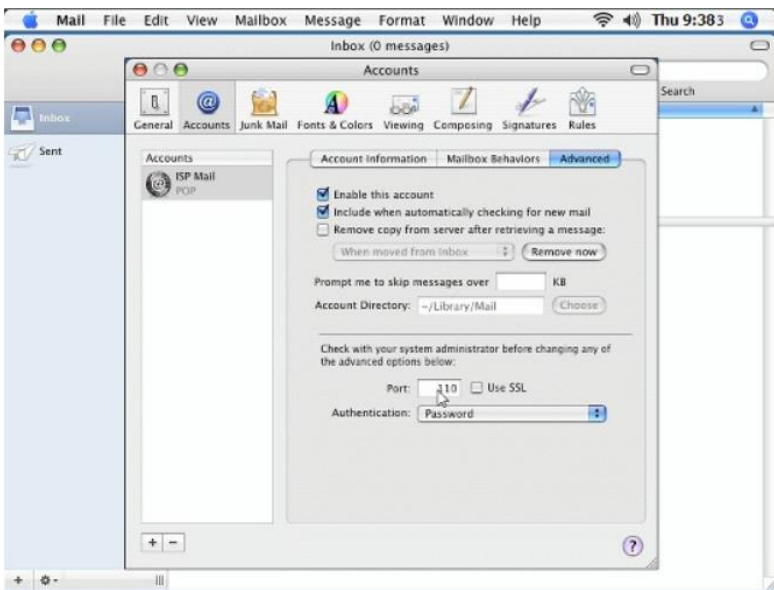 Mail File Edit View Mailbox Message Format Window Help Thu 9:383
Inbox (0 messages)
Accounts
Search
General Accounts Junk Mail Fonts & Colors Viewing Composing Signatures Rules
Inbox
Sent
Accounts
ISP Mail
POP
Account Information Mailbox Behaviors Advanced
Enable this account
Include when automatically checking for new mail
Remove copy from server after retrieving a message:
When moved from Inbox Remove now
Prompt me to skip messages over KB
Account Directory: ~/Library/Mail Choose
Check with your system administrator before changing any of
the advanced options below:
Port: 110 Use SSL
Authentication: Password